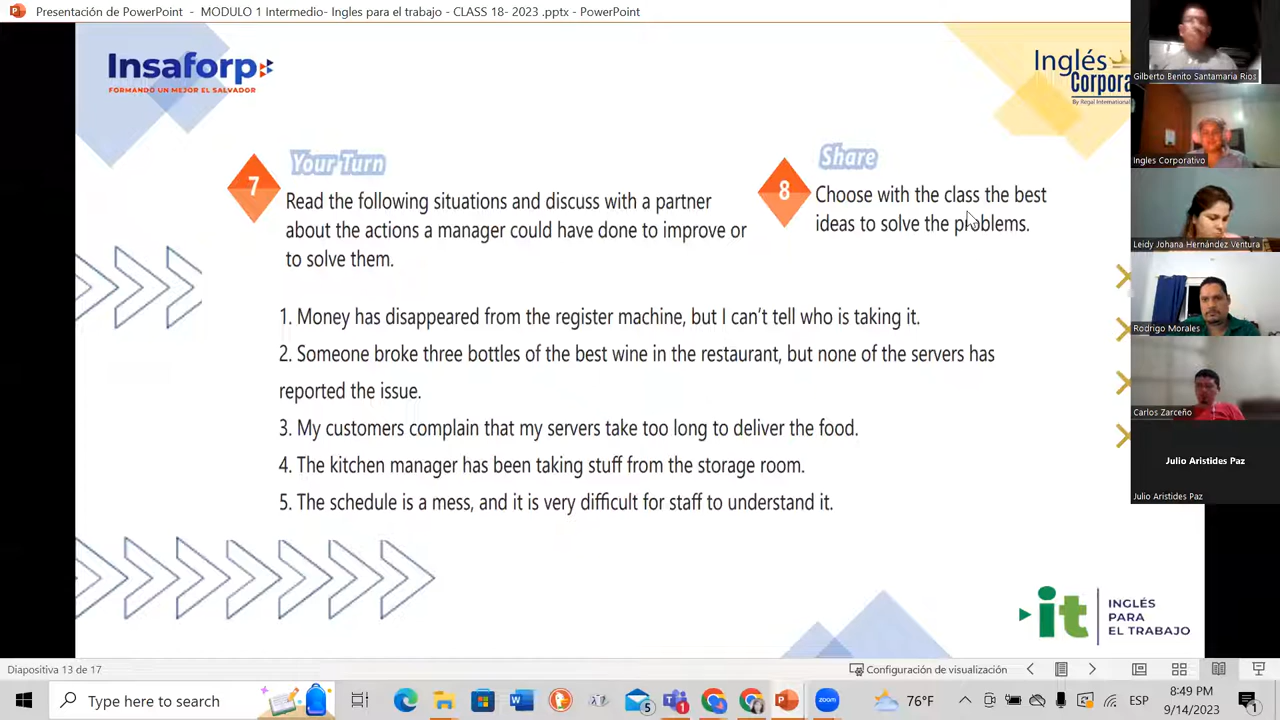 Presentación de PowerPoint - MODULO 1 Intermedio- Ingles para el trabajo - CLASS 18- 2023 .pptx - PowerPoint
Insaforp
FORMANDO UN MEJOR EL SALVADOR
Inglés
Corpora
By Regal International
7
Your Turn
Read the following situations and discuss with a partner
about the actions a manager could have done to improve or
to solve them.
8
Share
Choose with the class the best
ideas to solve the problems.
1. Money has disappeared from the register machine, but I can't tell who is taking it.
2. Someone broke three bottles of the best wine in the restaurant, but none of the servers has
reported the issue.
3. My customers complain that my servers take too long to deliver the food.
4. The kitchen manager has been taking stuff from the storage room.
5. The schedule is a mess, and it is very difficult for staff to understand it.
it
INGLÉS
PARA
EL TRABAJO
Gilberto Benito Santamaria Rios
Ingles Corporativo
Leidy Johana Hernández Ventura
Rodrigo Morales
Carlos Zarceño
Julio Aristides Paz
Julio Aristides Paz
Diapositiva 13 de 17
Configuración de visualización
Type here to search
5
1
zoom
76°F
ESP
8:49 PM
9/14/2023
1